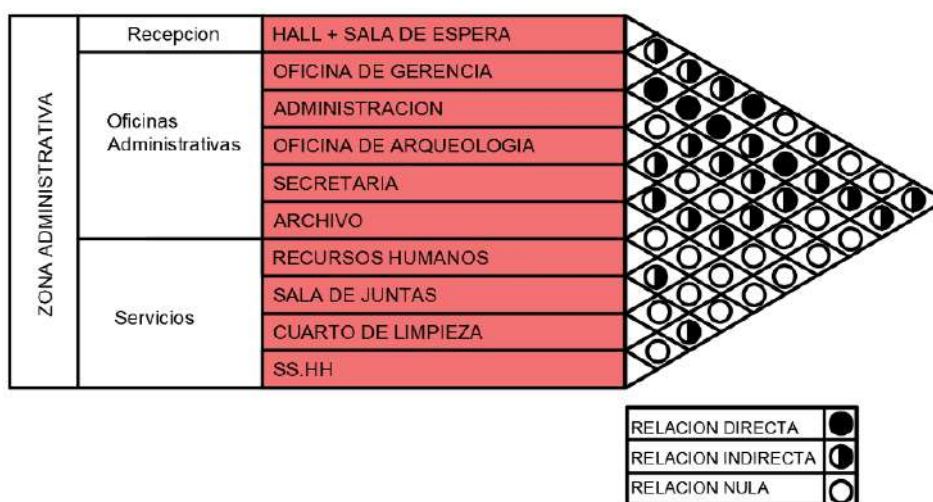 ZONA ADMINISTRATIVA
Recepcion
HALL + SALA DE ESPERA
Oficinas
Administrativas
OFICINA DE GERENCIA
ADMINISTRACION
OFICINA DE ARQUEOLOGIA
SECRETARIA
ARCHIVO
Servicios
RECURSOS HUMANOS
SALA DE JUNTAS
CUARTO DE LIMPIEZA
SS.HH
RELACION DIRECTA
RELACION INDIRECTA
RELACION NULA